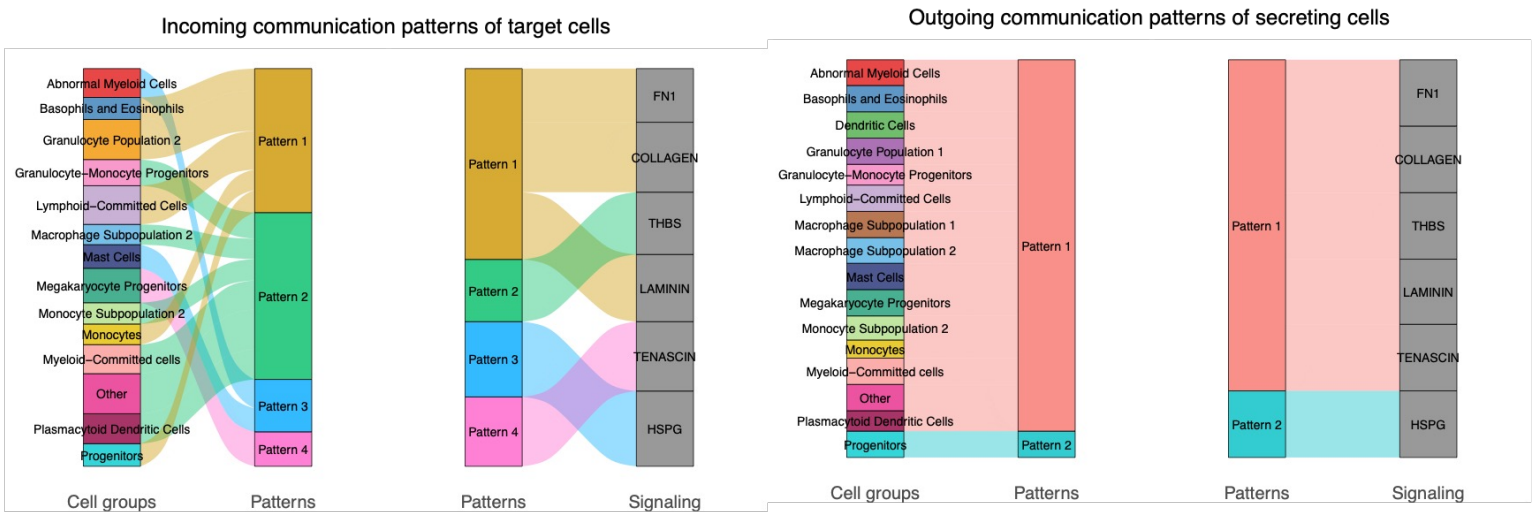 Incoming communication patterns of target cells
Abnormal Myeloid Cells
Basophils and Eosinophils
Granulocyte Population 2
Granulocyte−Monocyte Progenitors
Lymphoid−Committed Cells
Macrophage Subpopulation 2
Mast Cells
Megakaryocyte Progenitors
Monocyte Subpopulation 2
Monocytes
Myeloid−Committed cells
Other
Plasmacytoid Dendritic Cells
Progenitors
Pattern 1
Pattern 2
Pattern 3
Pattern 4
Pattern 1
Pattern 2
Pattern 3
Pattern 4
FN1
COLLAGEN
THBS
LAMININ
TENASCIN
HSPG
Cell groups
Patterns
Patterns
Signaling
Outgoing communication patterns of secreting cells
Abnormal Myeloid Cells
Basophils and Eosinophils
Dendritic Cells
Granulocyte Population 1
Granulocyte−Monocyte Progenitors
Lymphoid−Committed Cells
Macrophage Subpopulation 1
Macrophage Subpopulation 2
Mast Cells
Megakaryocyte Progenitors
Monocyte Subpopulation 2
Monocytes
Myeloid−Committed cells
Other
Plasmacytoid Dendritic Cells
Progenitors
Pattern 1
Pattern 2
Pattern 1
Pattern 2
FN1
COLLAGEN
THBS
LAMININ
TENASCIN
HSPG
Cell groups
Patterns
Patterns
Signaling